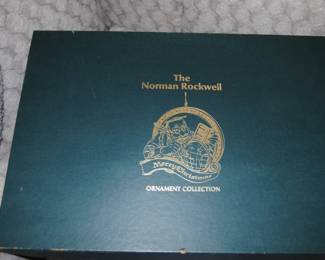 The
Norman Rockwell
Merry Christmas
ORNAMENT COLLECTION